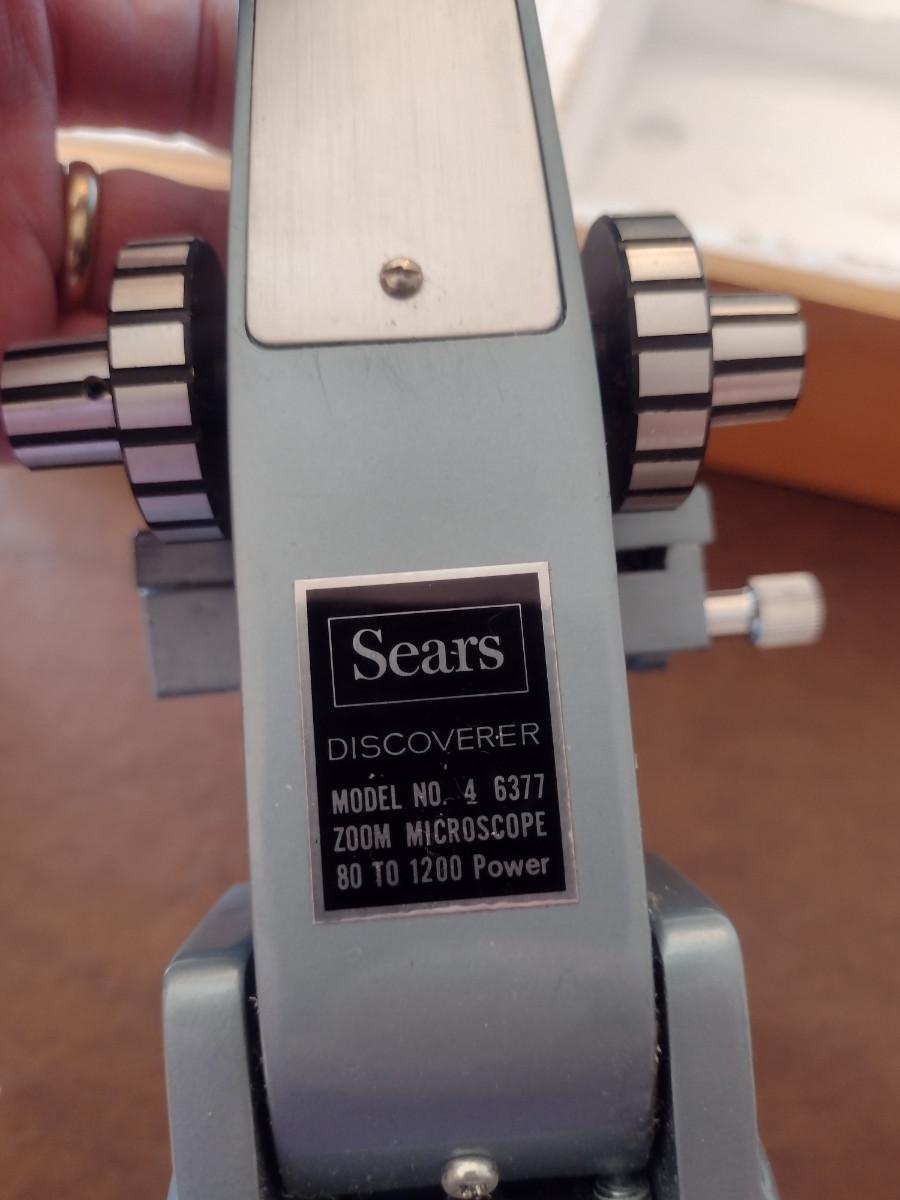 Sears
DISCOVERER
MODEL NO. 4 6377
ZOOM MICROSCOPE
80 TO 1200 Power